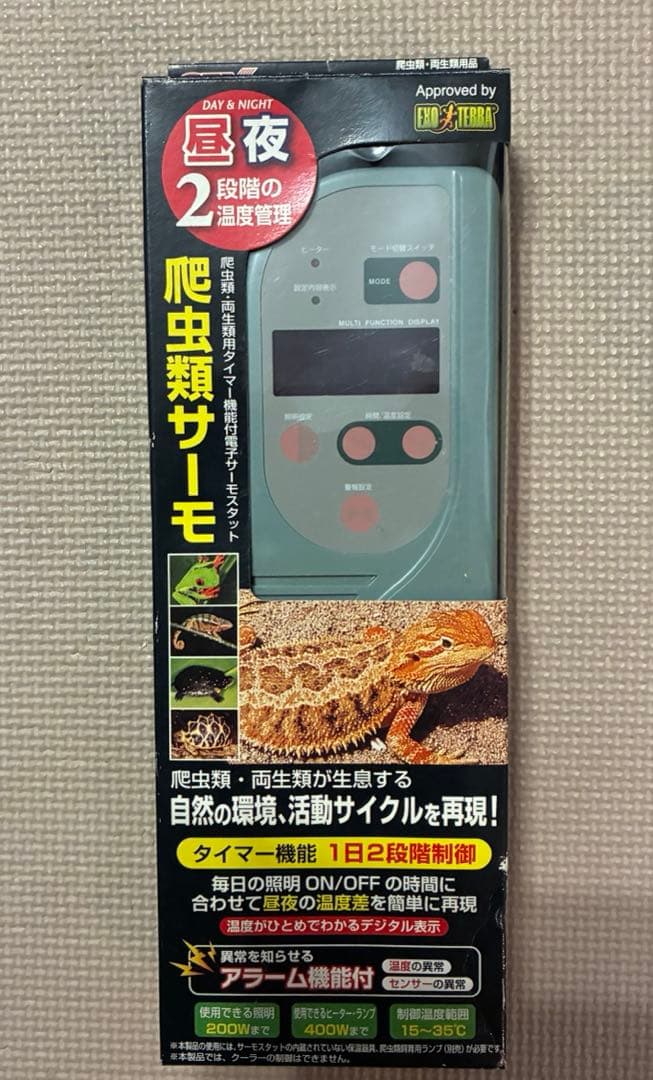 爬虫類・両生類用品
Approved by
EXO TERRA
DAY & NIGHT
昼夜
2段階の
温度管理
爬虫類・両生類用タイマー機能付電子サーモスタット
爬虫類サーモ
ヒーター
モード切替スイッチ
MODE
設定内容表示
MULTI FUNCTION DISPLAY
照明設定
時間/温度設定
警報設定
爬虫類・両生類が生息する
自然の環境、活動サイクルを再現!
タイマー機能 1日2段階制御
毎日の照明 ON/OFF の時間に
合わせて昼夜の温度差を簡単に再現
温度がひとめでわかるデジタル表示
異常を知らせる
アラーム機能付
温度の異常
センサーの異常
使用できる照明
200Wまで
使用できるヒーター・ランプ
400Wまで
制御温度範囲
15~35℃
※本製品の使用には、サーモスタットの内蔵されていない保温器具、爬虫類飼育用ランプ(別売)が必要です。
※本製品では、クーラーの制御はできません。